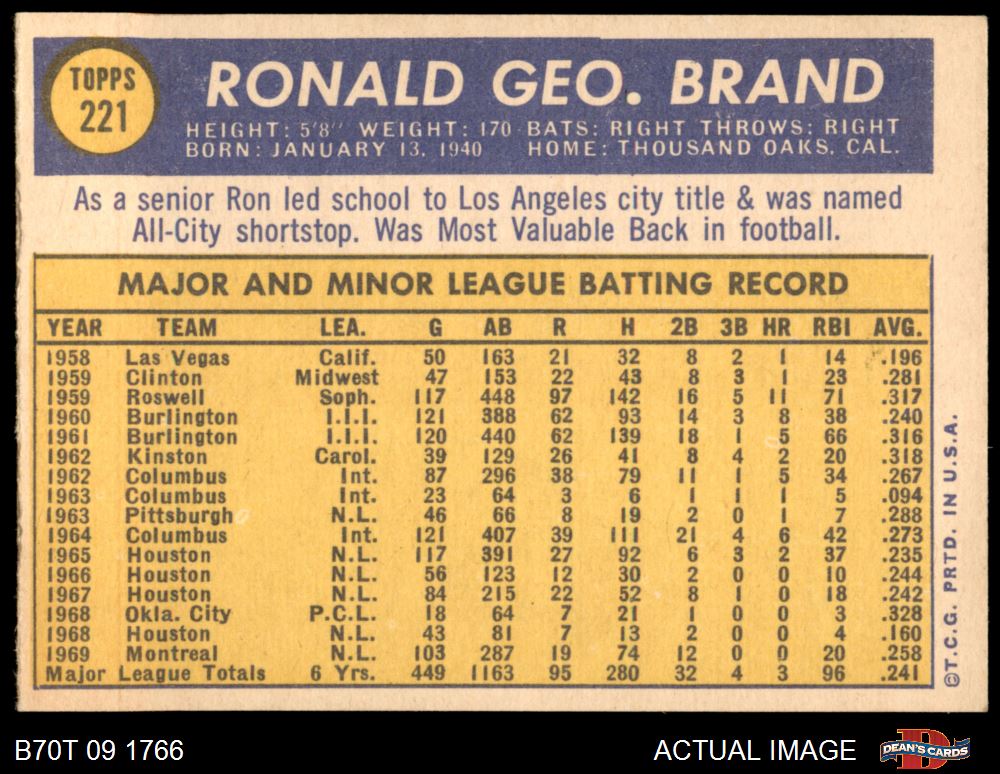 TOPPS
221
RONALD GEO. BRAND
HEIGHT: 5'8" WEIGHT: 170 BATS: RIGHT THROWS: RIGHT
BORN: JANUARY 13, 1940 HOME: THOUSAND OAKS, CAL.
As a senior Ron led school to Los Angeles city title & was named
All-City shortstop. Was Most Valuable Back in football.
MAJOR AND MINOR LEAGUE BATTING RECORD
YEAR TEAM LEA. G AB R H 2B 3B HR RBI AVG.
1958 Las Vegas Calif. 50 163 21 32 8 2 1 14 .196
1959 Clinton Midwest 47 153 22 43 8 3 1 23 .281
1959 Roswell Soph. 117 448 97 142 16 5 11 71 .317
1960 Burlington I.I.I. 121 388 62 93 14 3 8 38 .240
1961 Burlington I.I.I. 120 440 62 139 18 1 5 66 .316
1962 Kinston Carol. 39 129 26 41 8 4 2 20 .318
1962 Columbus Int. 87 296 38 79 11 1 5 34 .267
1963 Columbus Int. 23 64 3 6 1 1 1 5 .094
1963 Pittsburgh N.L. 46 66 8 19 2 0 1 7 .288
1964 Columbus Int. 121 407 39 111 21 4 6 42 .273
1965 Houston N.L. 117 391 27 92 6 3 2 37 .235
1966 Houston N.L. 56 123 12 30 2 0 0 10 .244
1967 Houston N.L. 84 215 22 52 8 1 0 18 .242
1968 Okla. City P.C.L. 18 64 7 21 1 0 0 3 .328
1968 Houston N.L. 43 81 7 13 2 0 0 4 .160
1969 Montreal N.L. 103 287 19 74 12 0 0 20 .258
Major League Totals 6 Yrs. 449 1163 95 280 32 4 3 96 .241
©T.C.G. PRTD. IN U.S.A.
B70T 09 1766
ACTUAL IMAGE
D
DEAN'S CARDS